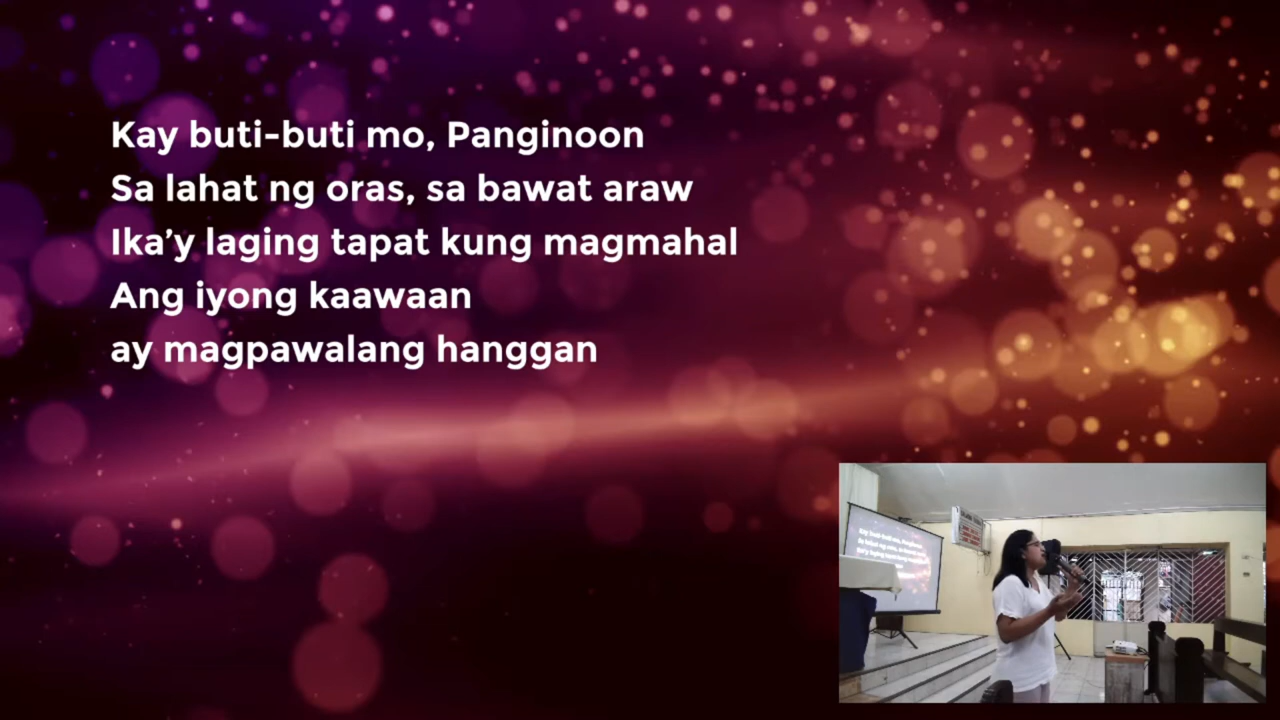 Kay buti-buti mo, Panginoon
Sa lahat ng oras, sa bawat araw
Ika’y laging tapat kung magmahal
Ang iyong kaawaan
ay magpawalang hanggan